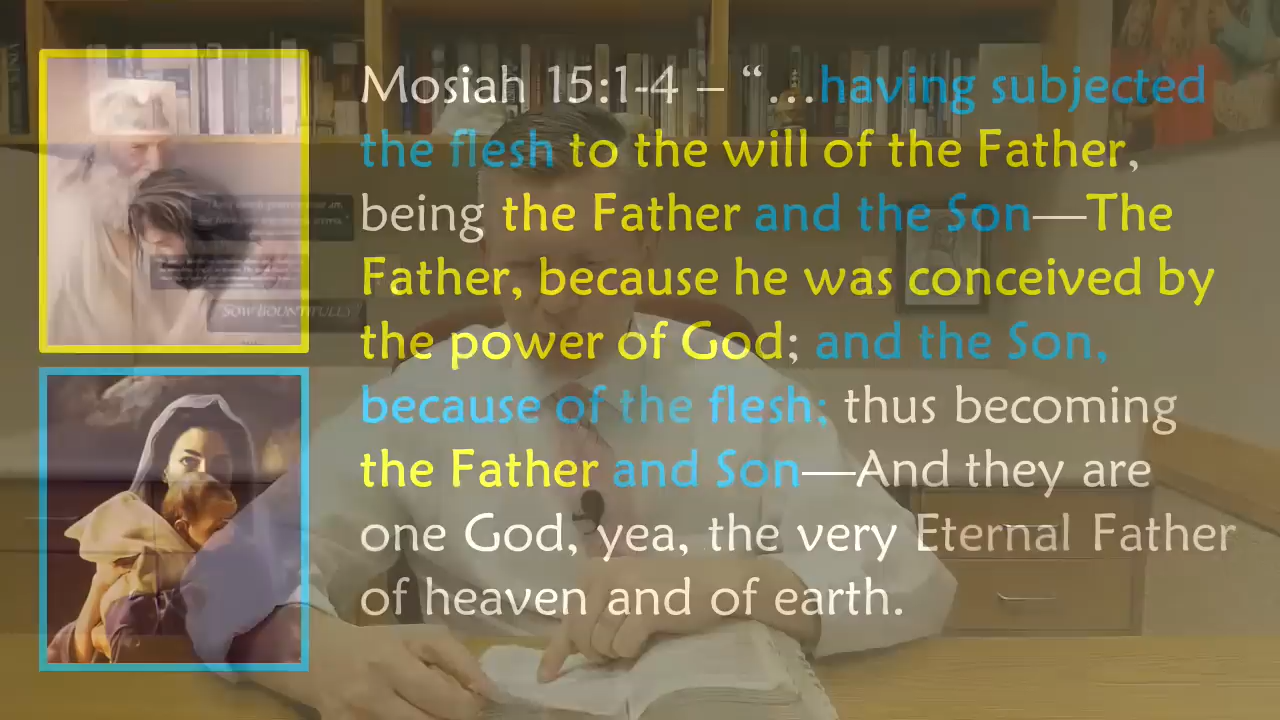 Mosiah 15:1-4 – “…having subjected
the flesh to the will of the Father,
being the Father and the Son—The
Father, because he was conceived by
the power of God; and the Son,
because of the flesh; thus becoming
the Father and Son—And they are
one God, yea, the very Eternal Father
of heaven and of earth.
SOW BOUNTIFULLY